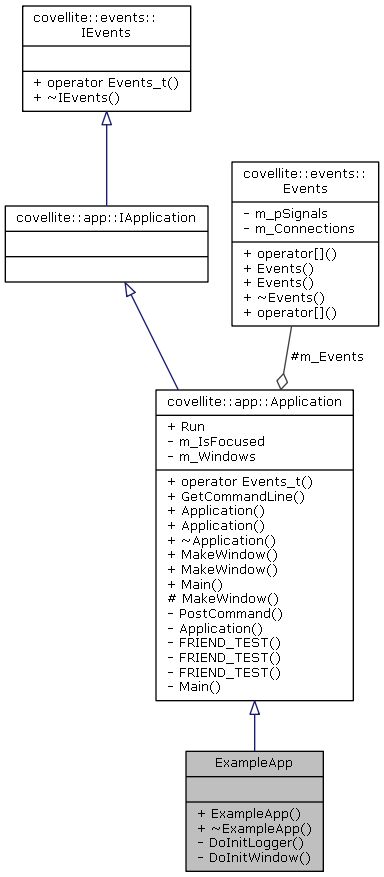 covellite::events::
IEvents
+ operator Events_t()
+ ~IEvents()
covellite::events::
Events
- m_pSignals
- m_Connections
+ operator[]()
+ Events()
+ Events()
+ ~Events()
+ operator[]()
covellite::app::IApplication
#m_Events
covellite::app::Application
+ Run
- m_IsFocused
- m_Windows
+ operator Events_t()
+ GetCommandLine()
+ Application()
+ Application()
+ ~Application()
+ MakeWindow()
+ MakeWindow()
+ Main()
# MakeWindow()
- PostCommand()
- Application()
- FRIEND_TEST()
- FRIEND_TEST()
- FRIEND_TEST()
- Main()
ExampleApp
+ ExampleApp()
+ ~ExampleApp()
- DoInitLogger()
- DoInitWindow()